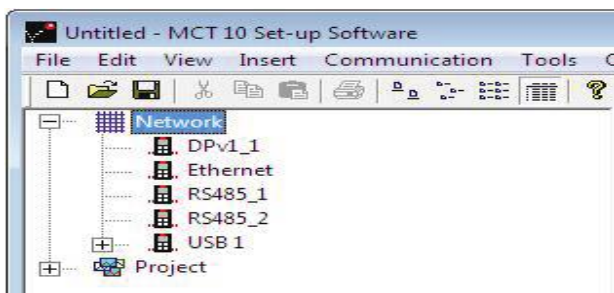 Untitled - MCT 10 Set-up Software
File Edit View Insert Communication Tools
Network
DPv1_1
Ethernet
RS485_1
RS485_2
USB 1
Project